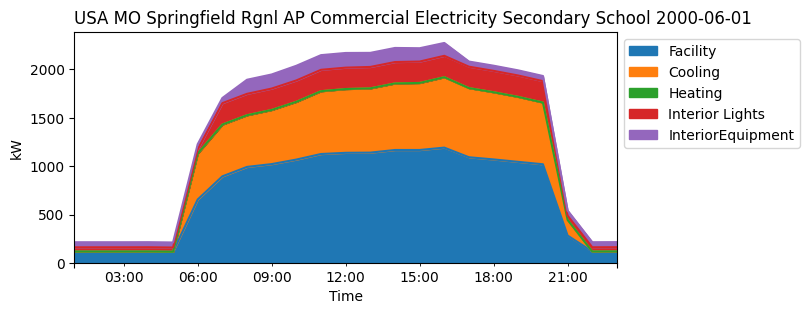 USA MO Springfield Rgnl AP Commercial Electricity Secondary School 2000-06-01
kW
2000
1500
1000
500
0
03:00 06:00 09:00 12:00 15:00 18:00 21:00
Time
Facility
Cooling
Heating
Interior Lights
InteriorEquipment